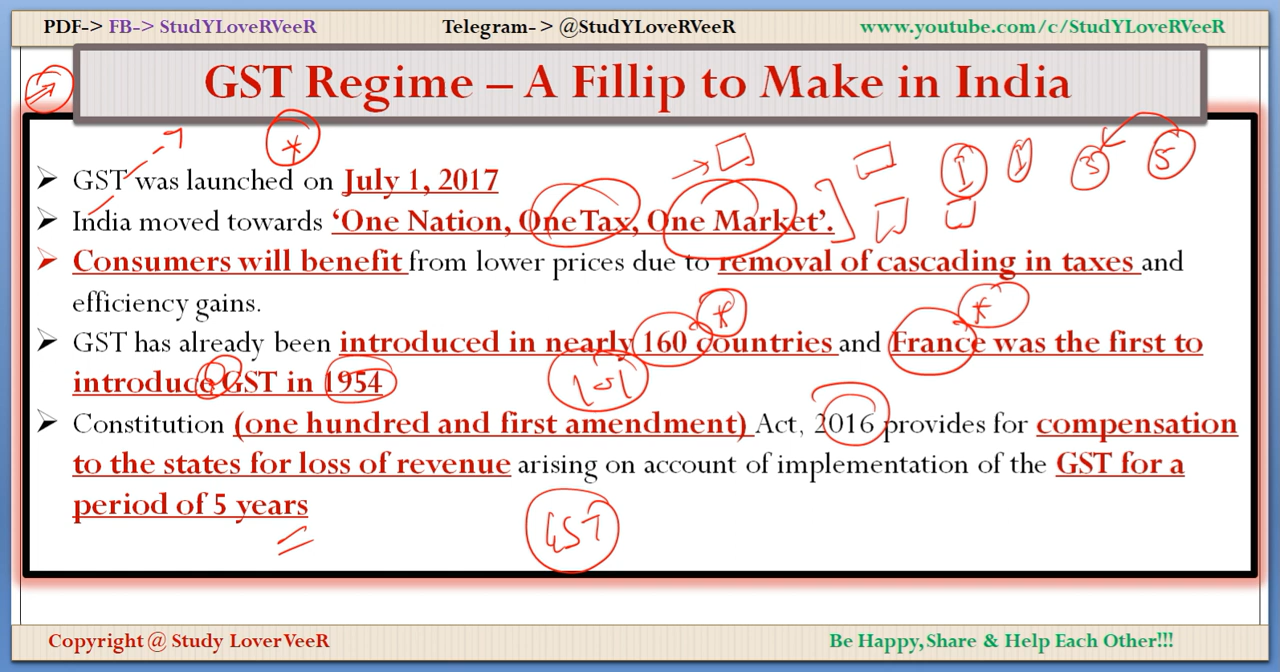 PDF-> FB-> StudYLoveRVeeR Telegram- > @StudYLoveRVeeR www.youtube.com/c/StudYLoveRVeeR
GST Regime – A Fillip to Make in India
➤ GST was launched on July 1, 2017
➤ India moved towards ‘One Nation, One Tax, One Market’.
➤ Consumers will benefit from lower prices due to removal of cascading in taxes and
efficiency gains.
➤ GST has already been introduced in nearly 160 countries and France was the first to
introduce GST in 1954
101
➤ Constitution (one hundred and first amendment) Act, 2016 provides for compensation
to the states for loss of revenue arising on account of implementation of the GST for a
period of 5 years
GST
Copyright @ Study LoverVeeR Be Happy, Share & Help Each Other!!!